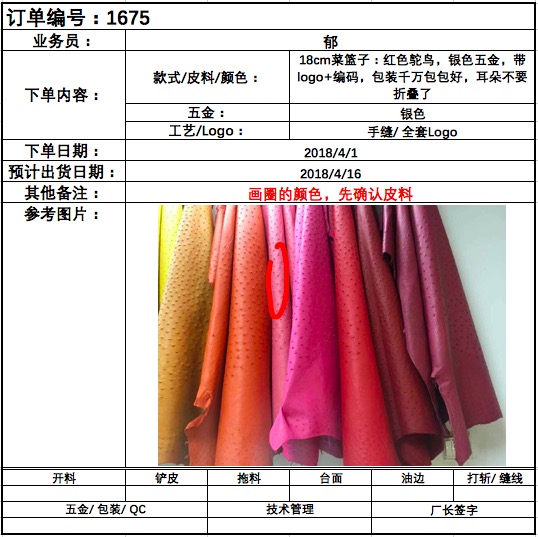 订单编号：1675
业务员：
郁
下单内容：
款式/皮料/颜色：
18cm菜篮子：红色鸵鸟，银色五金，带
logo+编码，包装千万包包好，耳朵不要
折叠了
五金：
银色
工艺/Logo：
手缝/ 全套Logo
下单日期：
2018/4/1
预计出货日期：
2018/4/16
其他备注：
画圈的颜色，先确认皮料
参考图片：
开料
铲皮
拖料
台面
油边
打斩/ 缝线
五金/ 包装/ QC
技术管理
厂长签字